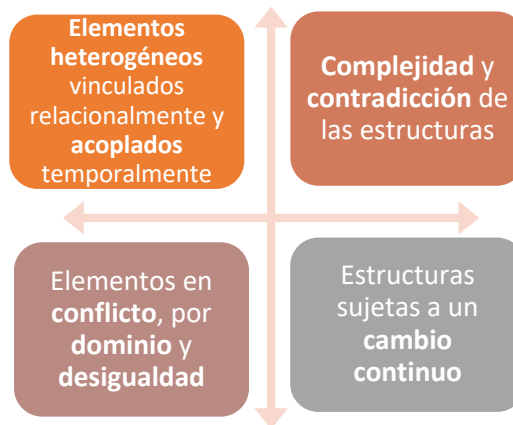 Elementos
heterogéneos
vinculados
relacionalmente y
acoplados
temporalmente
Complejidad y
contradicción de
las estructuras
Elementos en
conflicto, por
dominio y
desigualdad
Estructuras
sujetas a un
cambio
continuo